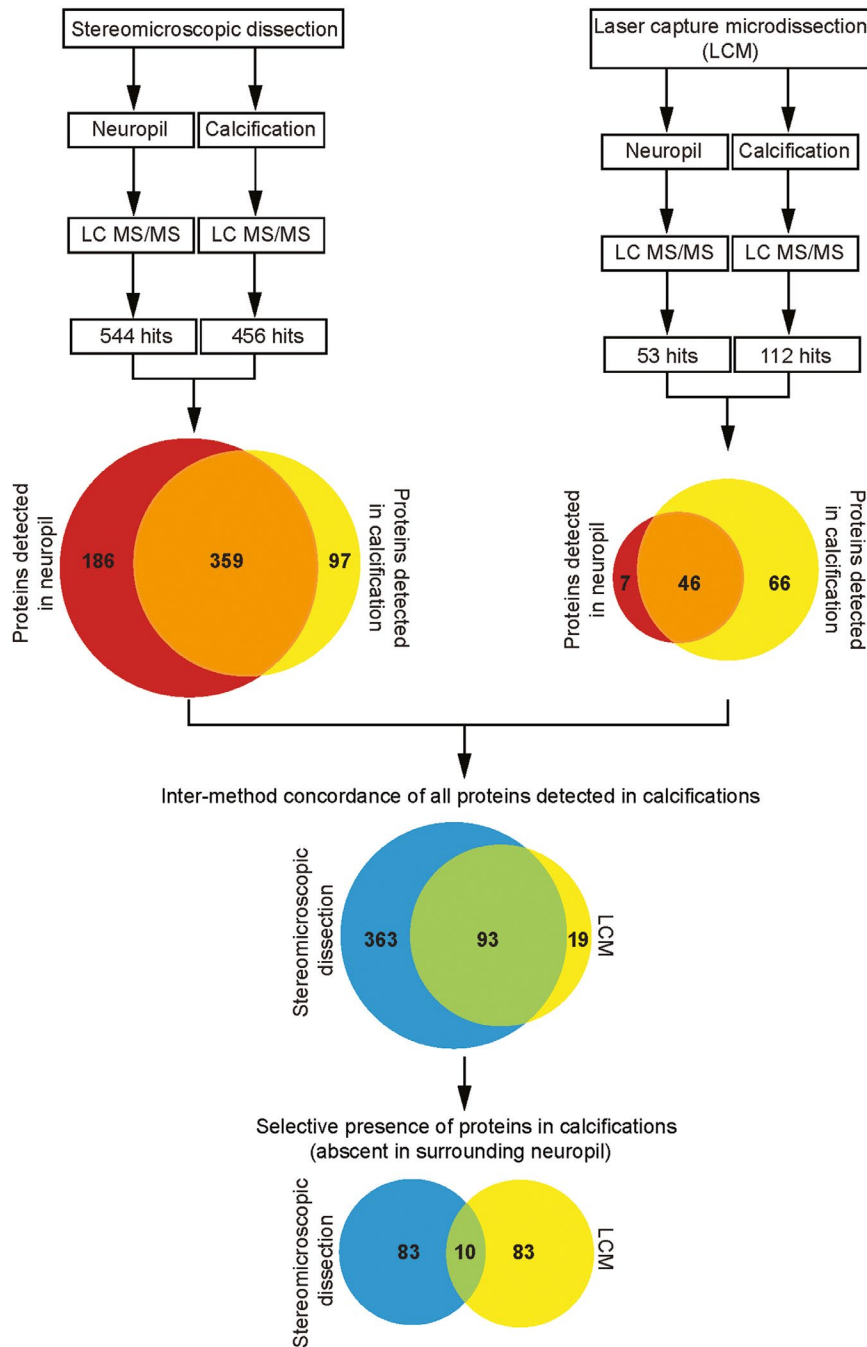 Stereomicroscopic dissection
Laser capture microdissection
(LCM)
Neuropil
Calcification
Neuropil
Calcification
LC MS/MS
LC MS/MS
LC MS/MS
LC MS/MS
544 hits
456 hits
53 hits
112 hits
Proteins detected
in neuropil
186
359
97
Proteins detected
in calcification
Proteins detected
in neuropil
7
46
66
Proteins detected
in calcification
Inter-method concordance of all proteins detected in calcifications
Stereomicroscopic
dissection
363
93
19
LCM
Selective presence of proteins in calcifications
(abscent in surrounding neuropil)
Stereomicroscopic
dissection
83
10
83
LCM